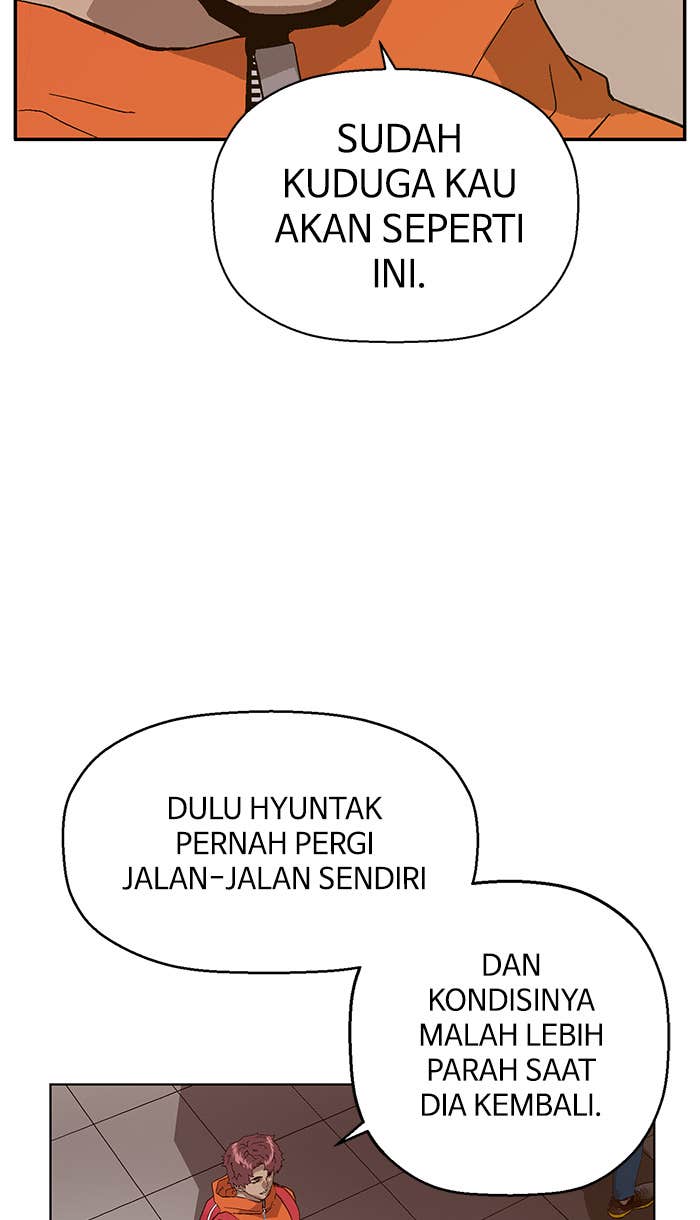 SUDAH
KUDUGA KAU
AKAN SEPERTI
INI.
DULU HYUNTAK
PERNAH PERGI
JALAN-JALAN SENDIRI
DAN
KONDISINYA
MALAH LEBIH
PARAH SAAT
DIA KEMBALI.